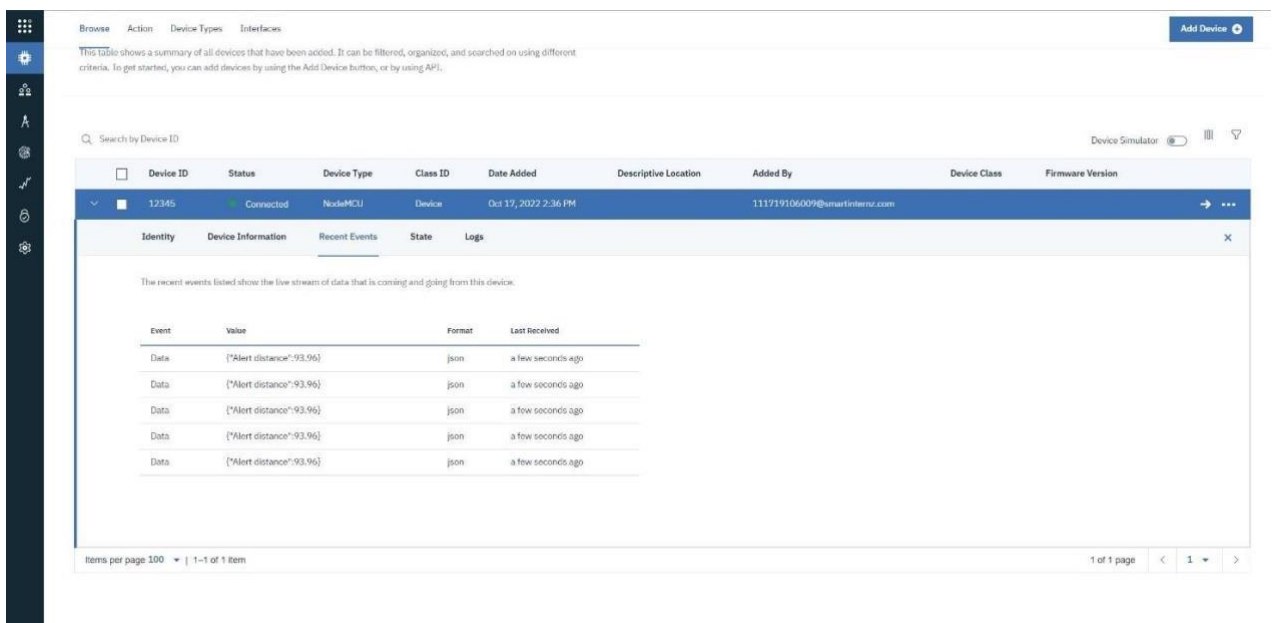 Browse Action Device Types Interfaces Add Device
This table shows a summary of all devices that have been added. It can be filtered, organized, and searched on using different
criteria. To get started, you can add devices by using the Add Device button, or by using API.
Search by Device ID Device Simulator
Device ID Status Device Type Class ID Date Added Descriptive Location Added By Device Class Firmware Version
12345 Connected NodeMCU Device Oct 17, 2022 2:36 PM 111719106009@smartinternz.com
Identity Device Information Recent Events State Logs
The recent events listed show the live stream of data that is coming and going from this device.
Event Value Format Last Received
Data {"Alert distance":93.96} json a few seconds ago
Data {"Alert distance":93.96} json a few seconds ago
Data {"Alert distance":93.96} json a few seconds ago
Data {"Alert distance":93.96} json a few seconds ago
Data {"Alert distance":93.96} json a few seconds ago
Items per page 100 | 1–1 of 1 item 1 of 1 page 1